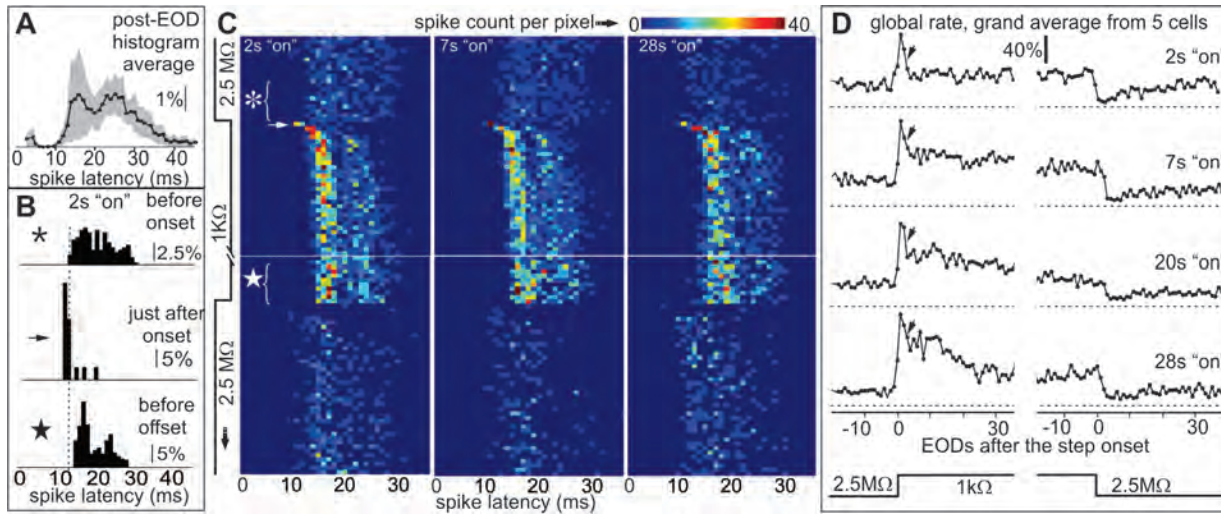 A
post-EOD
histogram
average
1%
0 10 20 30 40
spike latency (ms)
B
2s “on”
before
onset
2.5%
just after
onset
5%
before
offset
5%
0 10 20 30 40
spike latency (ms)
C
spike count per pixel
0 40
2s “on”
7s “on”
28s “on”
2.5 MΩ
1KΩ
2.5 MΩ
0 10 20 30
0 10 20 30
0 10 20 30
spike latency (ms)
spike latency (ms)
D
global rate, grand average from 5 cells
40%
2s “on
7s “on
20s “on
28s “on
-10 0 30
-10 0 30
EODs after the step onset
2.5MΩ
1kΩ
2.5MΩ